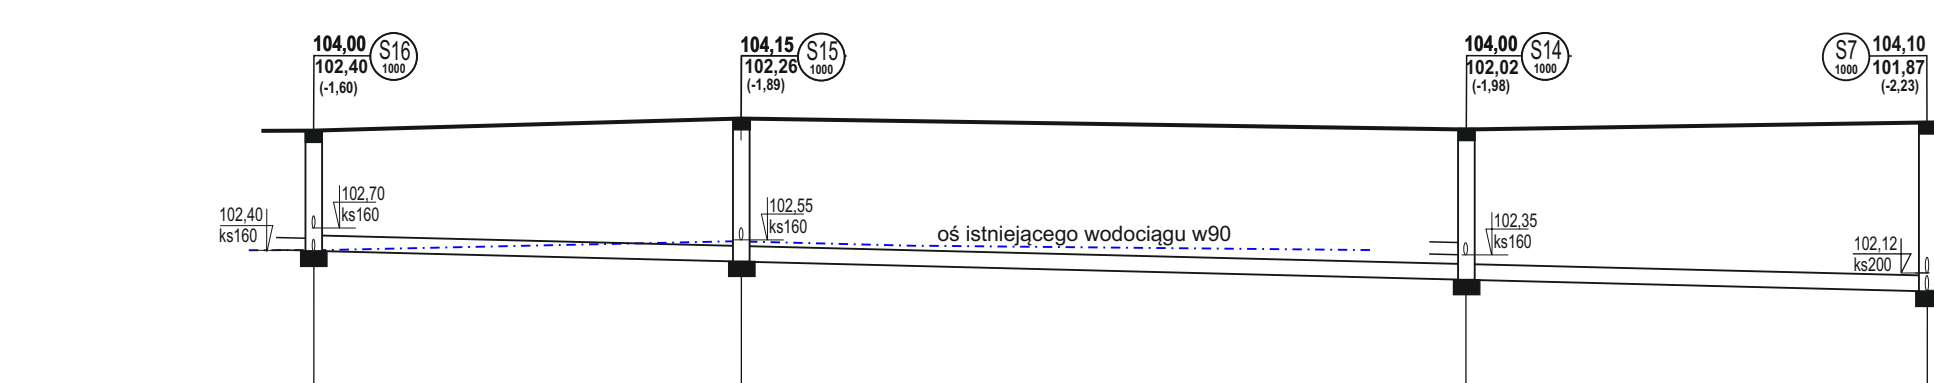 104,00
102,40
(-1,60)
S16
1000
104,15
102,26
(-1,89)
S15
1000
104,00
102,02
(-1,98)
S14
1000
S7
1000
104,10
101,87
(-2,23)
102,40
ks160
102,70
ks160
102,55
ks160
oś istniejącego wodociągu w90
102,35
ks160
102,12
ks200